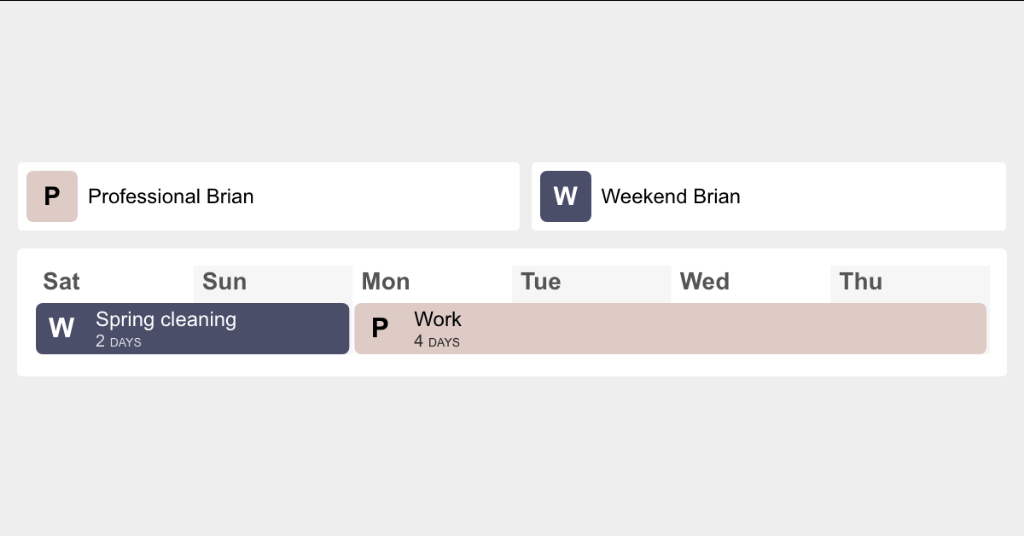 P Professional Brian
W Weekend Brian
Sat Sun Mon Tue Wed Thu
W Spring cleaning
2 DAYS
P Work
4 DAYS